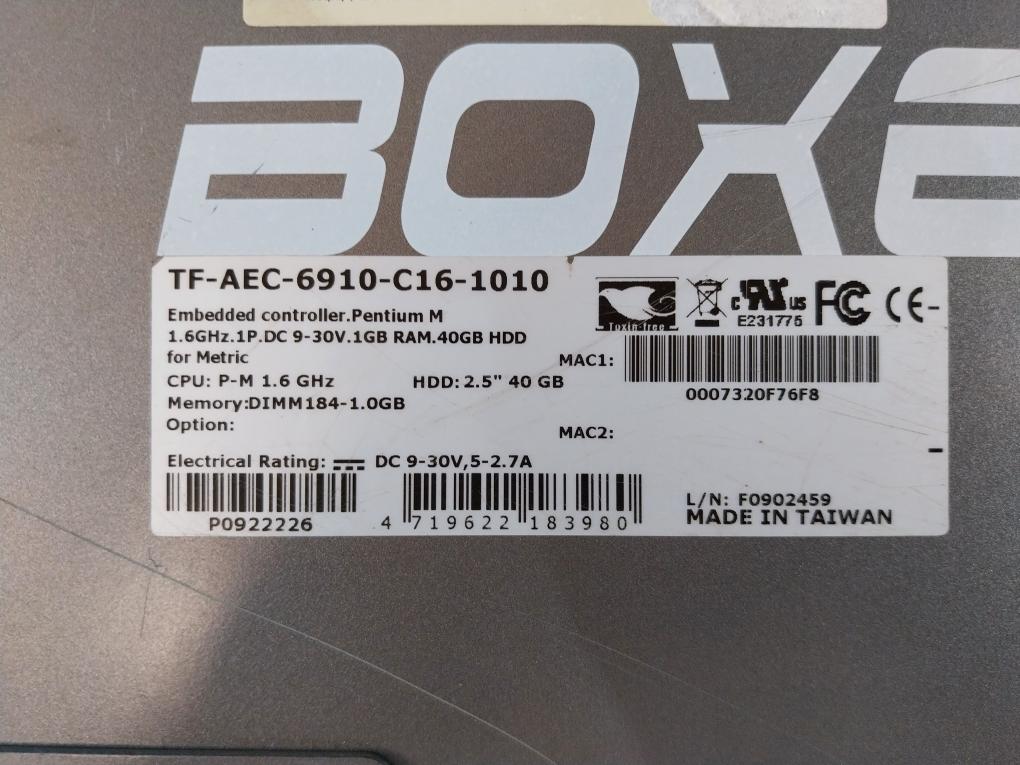 BOXE
TF-AEC-6910-C16-1010
Embedded controller.Pentium M
1.6GHz.1P.DC 9-30V.1GB RAM.40GB HDD
for Metric
CPU: P-M 1.6 GHz HDD: 2.5" 40 GB
Memory:DIMM184-1.0GB
Option:
Electrical Rating: DC 9-30V,5-2.7A
P0922226
4 719622 183980
Toxin-free
c UL us
E231775
FC CE
MAC1:
0007320F76F8
MAC2:
L/N: F0902459
MADE IN TAIWAN